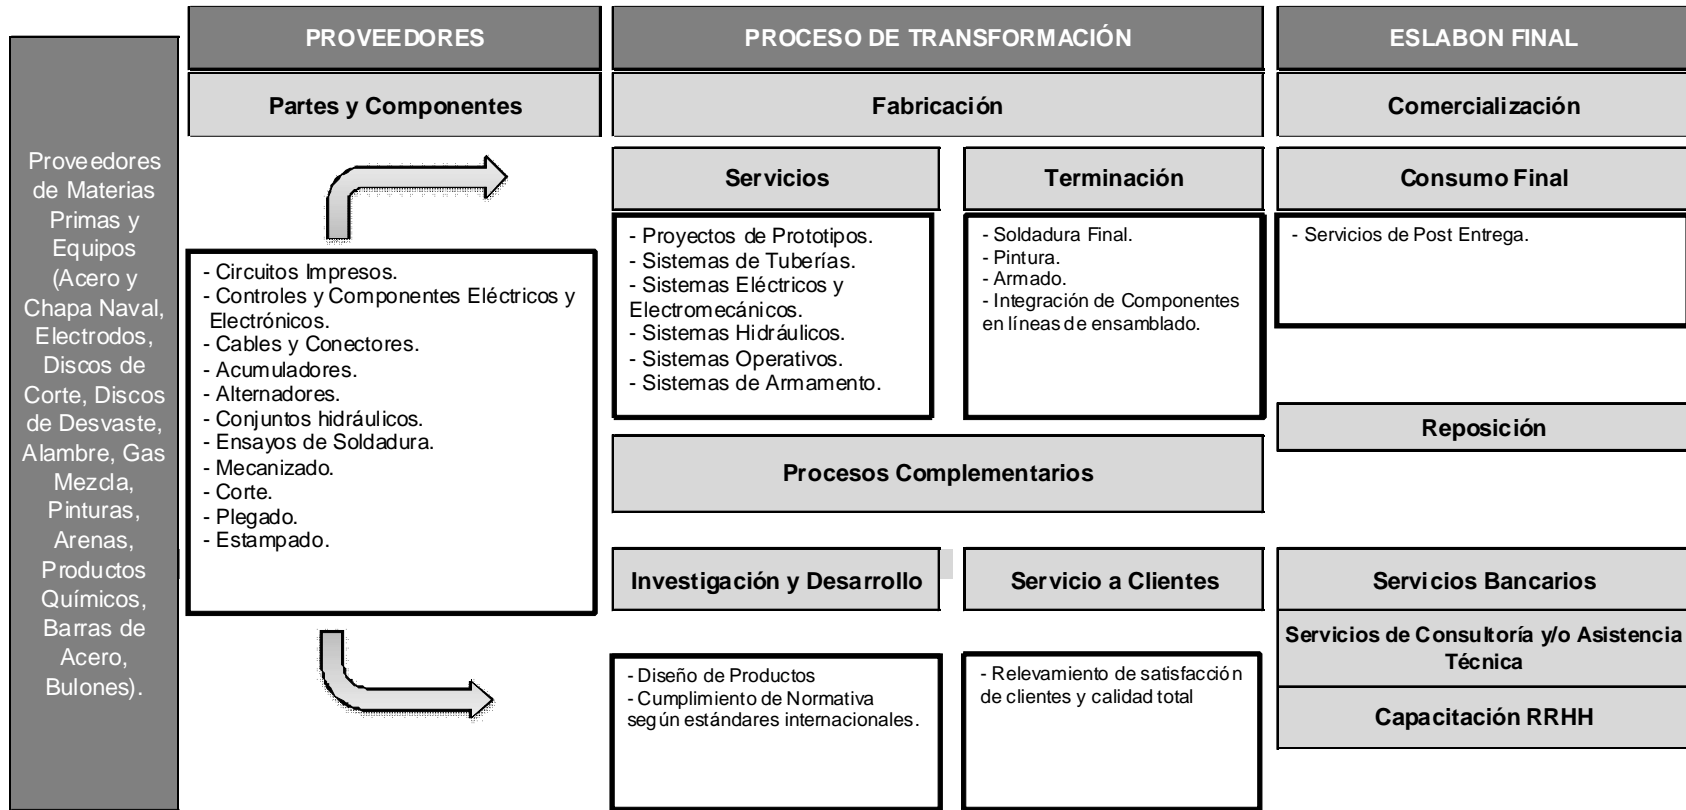 Proveedores
de Materias
Primas y
Equipos
(Acero y
Chapa Naval,
Electrodos,
Discos de
Corte, Discos
de Desvaste,
Alambre, Gas
Mezcla,
Pinturas,
Arenas,
Productos
Químicos,
Barras de
Acero,
Bulones).
PROVEEDORES
Partes y Componentes
- Circuitos Impresos.
- Controles y Componentes Eléctricos y
Electrónicos.
- Cables y Conectores.
- Acumuladores.
- Alternadores.
- Conjuntos hidráulicos.
- Ensayos de Soldadura.
- Mecanizado.
- Corte.
- Plegado.
- Estampado.
PROCESO DE TRANSFORMACIÓN
Fabricación
Servicios
- Proyectos de Prototipos.
- Sistemas de Tuberías.
- Sistemas Eléctricos y
Electromecánicos.
- Sistemas Hidráulicos.
- Sistemas Operativos.
- Sistemas de Armamento.
Terminación
- Soldadura Final.
- Pintura.
- Armado.
- Integración de Componentes
en líneas de ensamblado.
Procesos Complementarios
Investigación y Desarrollo
- Diseño de Productos
- Cumplimiento de Normativa
según estándares internacionales.
Servicio a Clientes
- Relevamiento de satisfacción
de clientes y calidad total
ESLABON FINAL
Comercialización
Consumo Final
- Servicios de Post Entrega.
Reposición
Servicios Bancarios
Servicios de Consultoría y/o Asistencia
Técnica
Capacitación RRHH